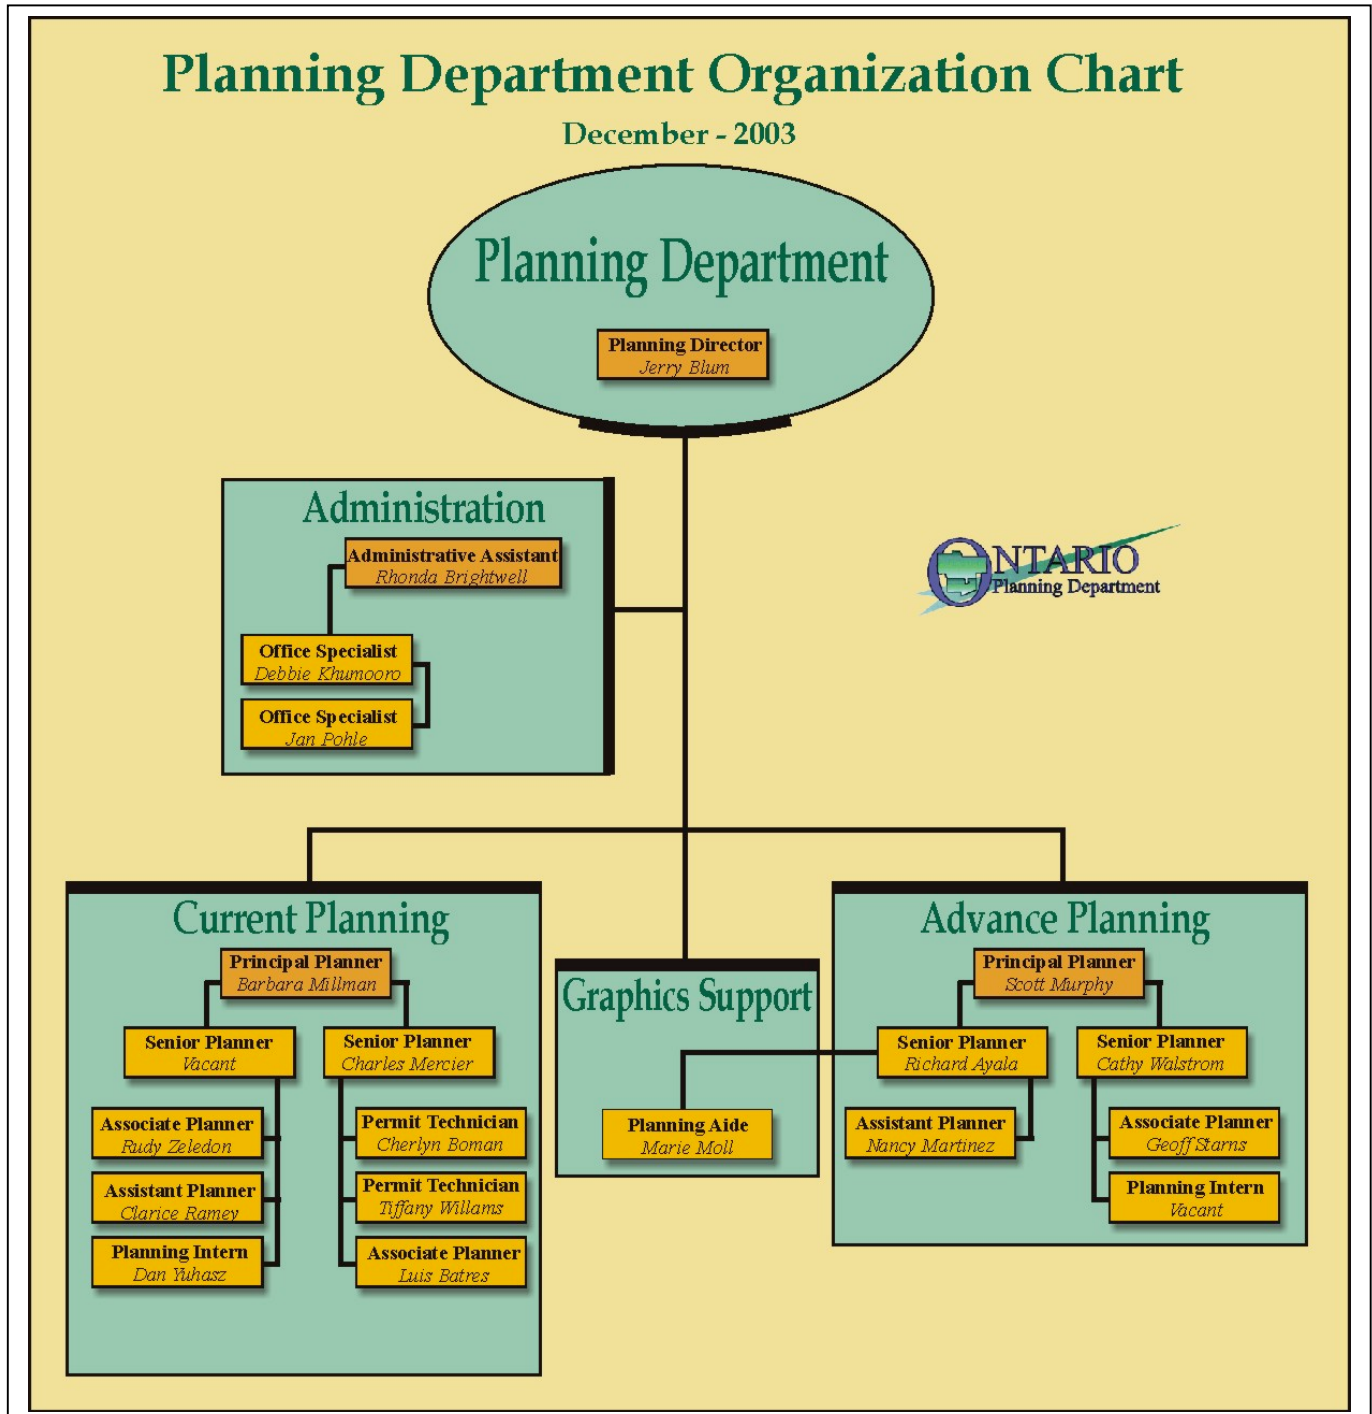 Planning Department Organization Chart
December - 2003
Planning Department
Planning Director
Jerry Blum
Administration
Administrative Assistant
Rhonda Brightwell
Office Specialist
Debbie Khumooro
Office Specialist
Jan Pohle
ONTARIO
Planning Department
Current Planning
Principal Planner
Barbara Millman
Senior Planner
Vacant
Senior Planner
Charles Mercier
Associate Planner
Rudy Zeledon
Assistant Planner
Clarice Ramey
Planning Intern
Dan Yuhasz
Permit Technician
Cherlyn Boman
Permit Technician
Tiffany Willams
Associate Planner
Luis Batres
Graphics Support
Planning Aide
Marie Moll
Advance Planning
Principal Planner
Scott Murphy
Senior Planner
Richard Ayala
Senior Planner
Cathy Walstrom
Assistant Planner
Nancy Martinez
Associate Planner
Geoff Starns
Planning Intern
Vacant